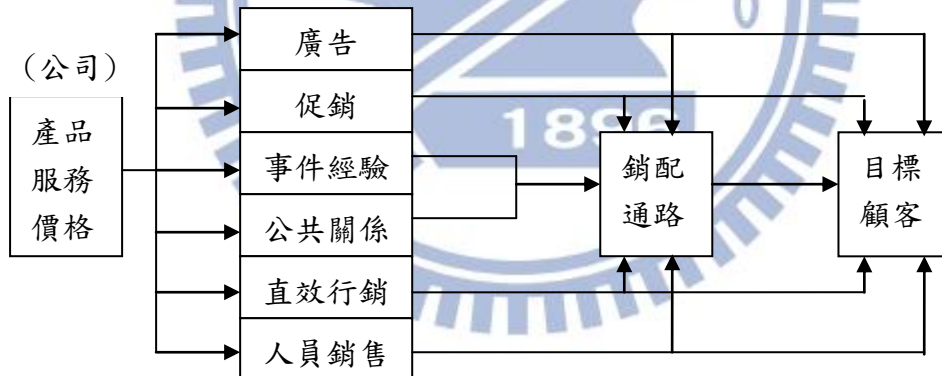 (公司)
產品
服務
價格
廣告
促銷
事件經驗
公共關係
直效行銷
人員銷售
1896
銷配
通路
目標
顧客